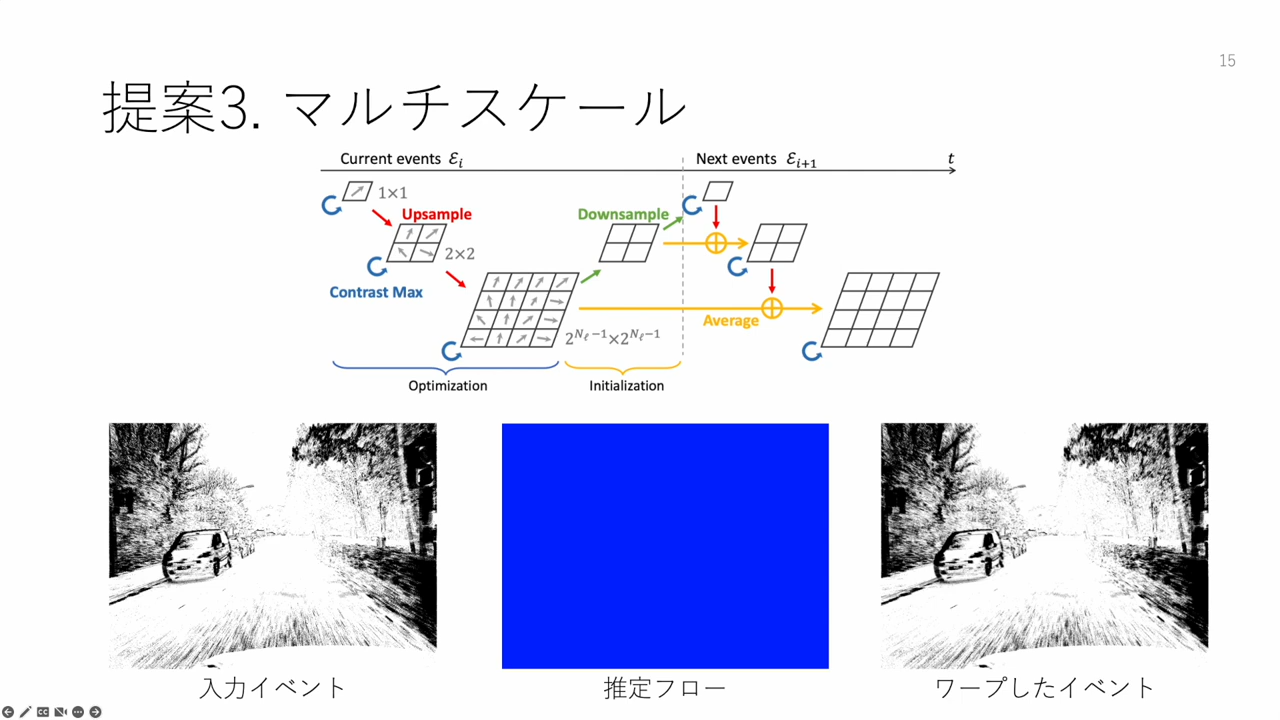 15
提案3. マルチスケール
Current events ℰᵢ
Next events ℰᵢ₊₁
t
1×1
Upsample
Downsample
2×2
Contrast Max
Average
2^{N_ℓ−1}×2^{N_ℓ−1}
Optimization
Initialization
入力イベント
推定フロー
ワープしたイベント
CC